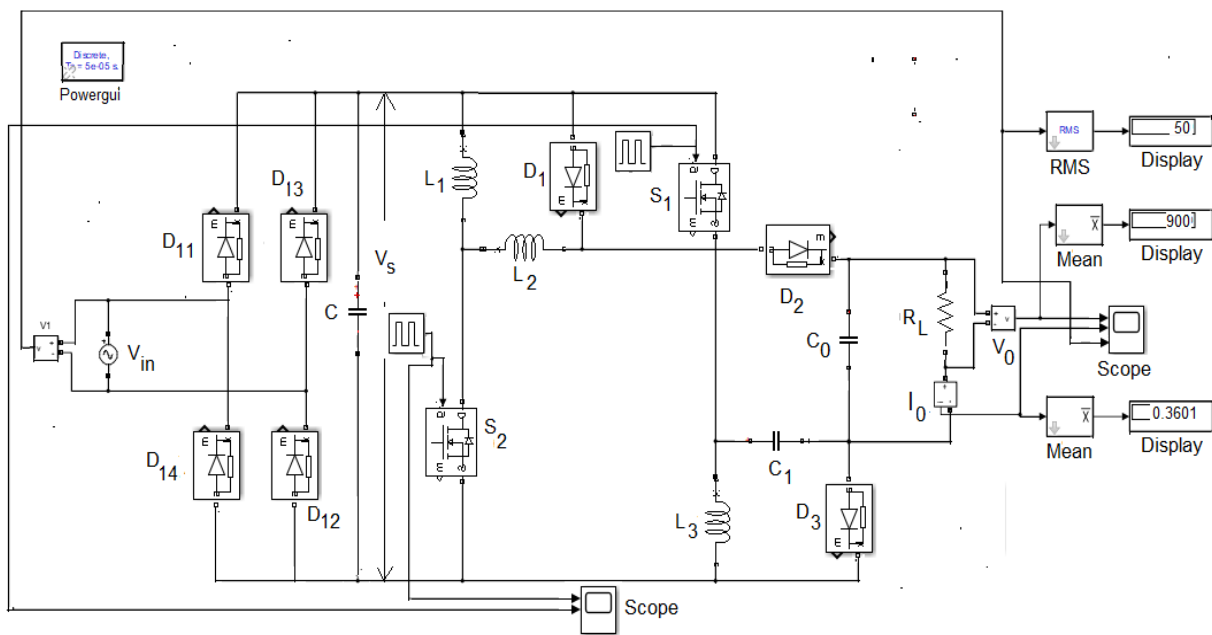 Discrete,
Ts = 5e-05 s.
Powergui
D11
D13
D14
D12
V1
v
Vin
C
Vs
L1
L2
D1
S1
S2
D2
C0
RL
V0
I0
C1
L3
D3
RMS
RMS
50
Display
X
Mean
900
Display
Scope
X
Mean
0.3601
Display
Scope